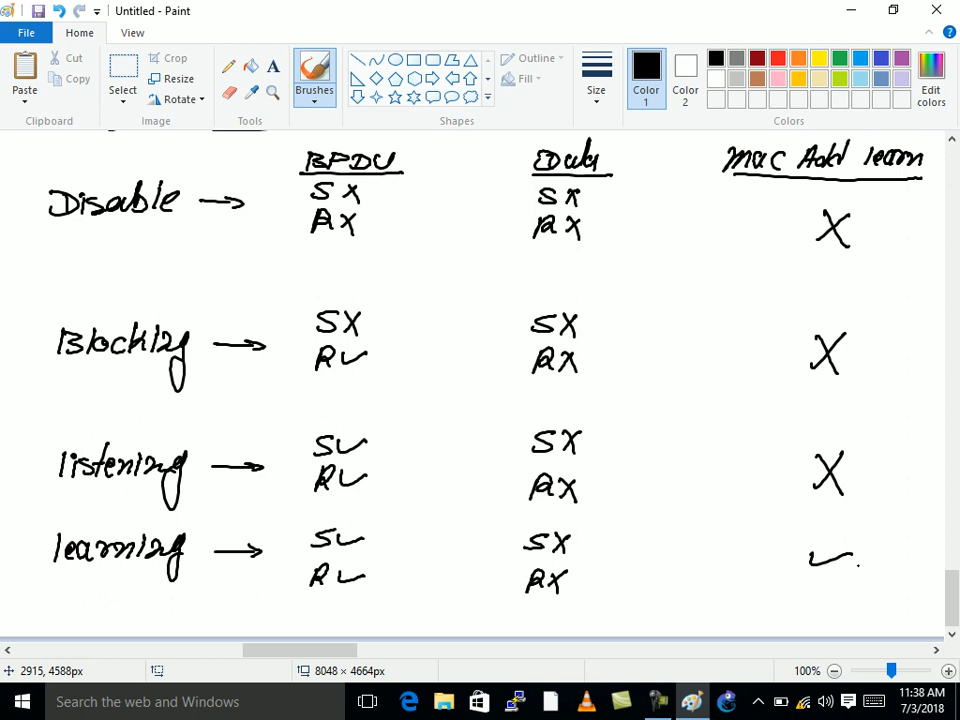 Untitled - Paint
File Home View
Paste
Cut
Copy
Clipboard
Select
Crop
Resize
Rotate
Image
A
Tools
Brushes
Outline
Fill
Shapes
Size
Color 1
Color 2
Edit colors
Colors
BPDU Data Mac Add learn
Disable → S X S X
R X R X X
Blocking → S X S X
R ✓ R X X
listening → S ✓ S X
R ✓ R X X
learning → S ✓ S X ✓
R ✓ R X
2915, 4588px 8048 × 4664px 100%
Search the web and Windows
11:38 AM
7/3/2018